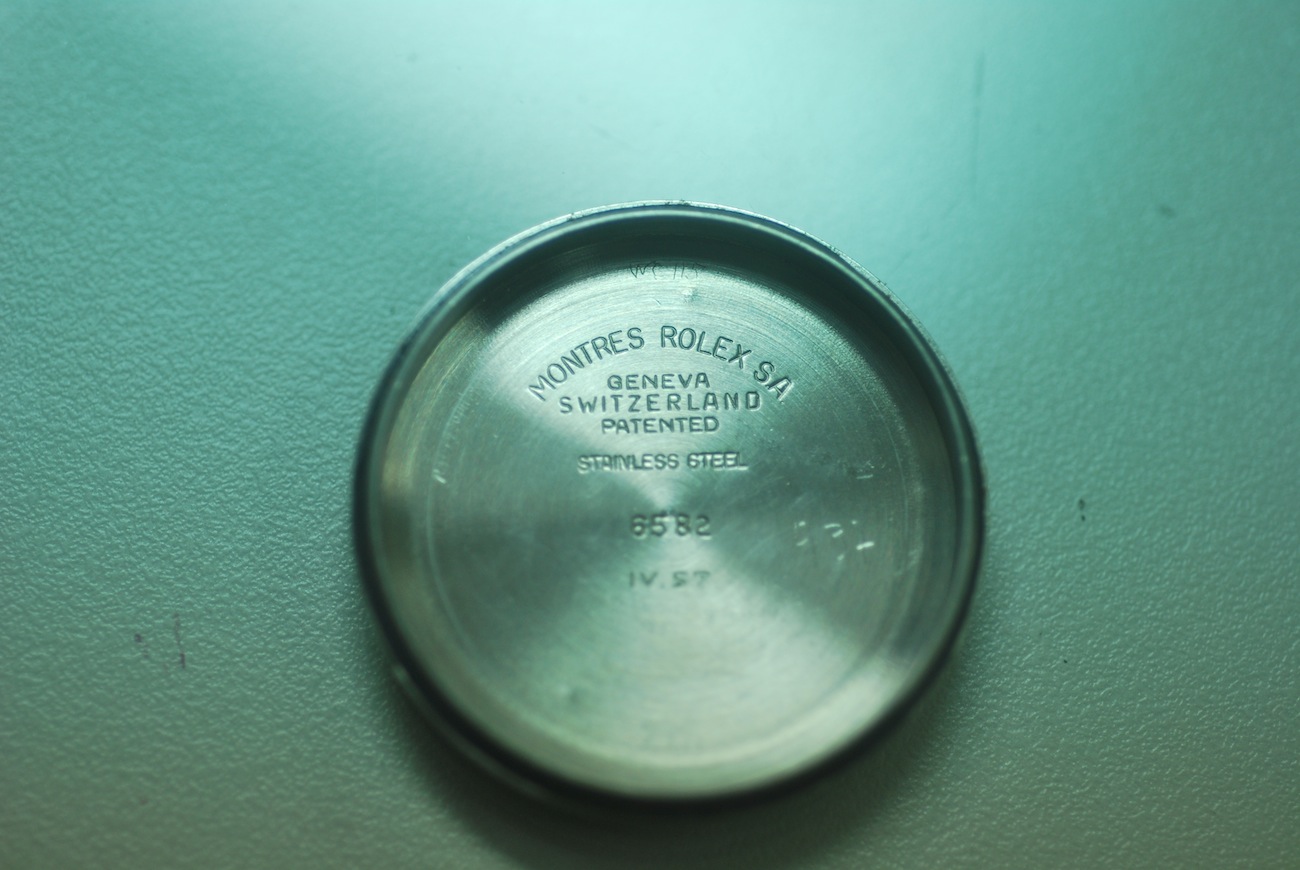 MONTRES ROLEX SA
GENEVA
SWITZERLAND
PATENTED
STAINLESS STEEL
6582
IV.57